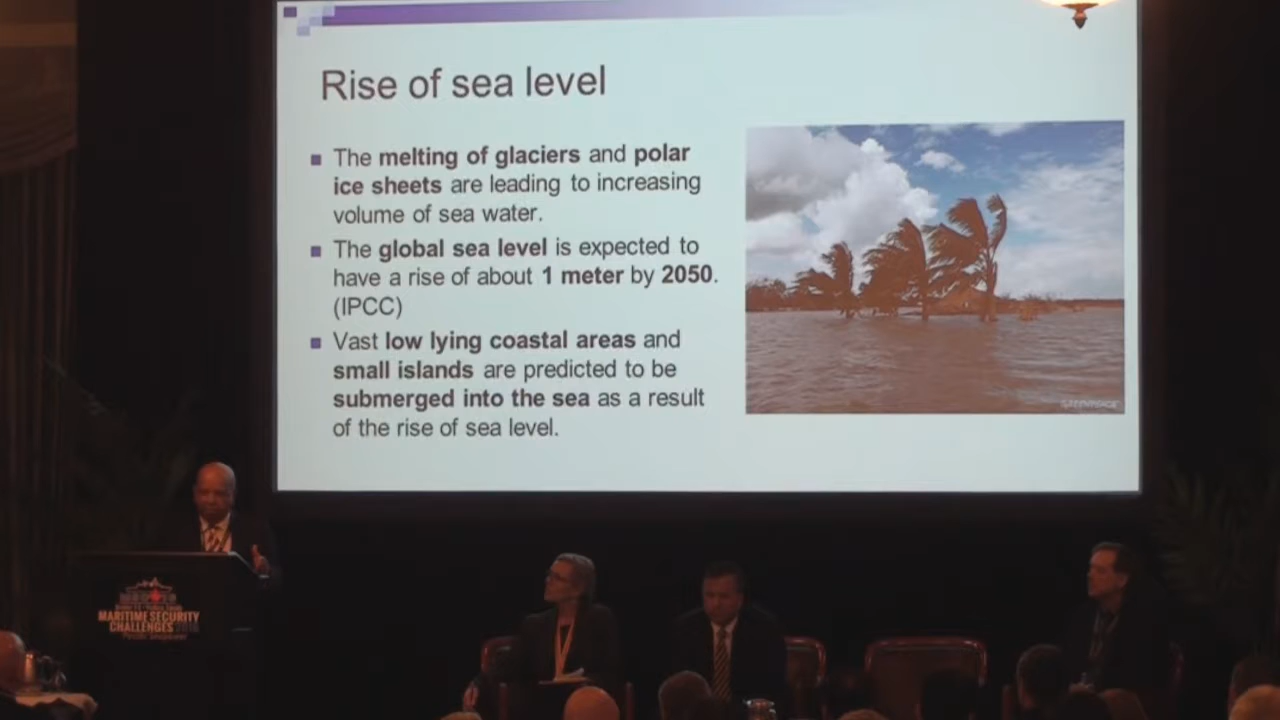 Rise of sea level
The melting of glaciers and polar
ice sheets are leading to increasing
volume of sea water.
The global sea level is expected to
have a rise of about 1 meter by 2050.
(IPCC)
Vast low lying coastal areas and
small islands are predicted to be
submerged into the sea as a result
of the rise of sea level.
GREENPEACE
MARITIME SECURITY
CHALLENGES